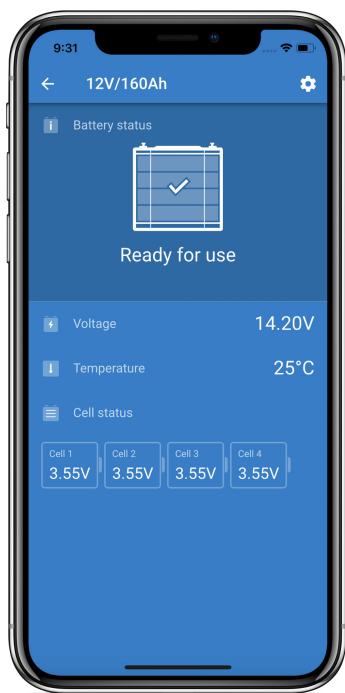 9:31
12V/160Ah
Battery status
Ready for use
Voltage 14.20V
Temperature 25°C
Cell status
Cell 1 Cell 2 Cell 3 Cell 4
3.55V 3.55V 3.55V 3.55V